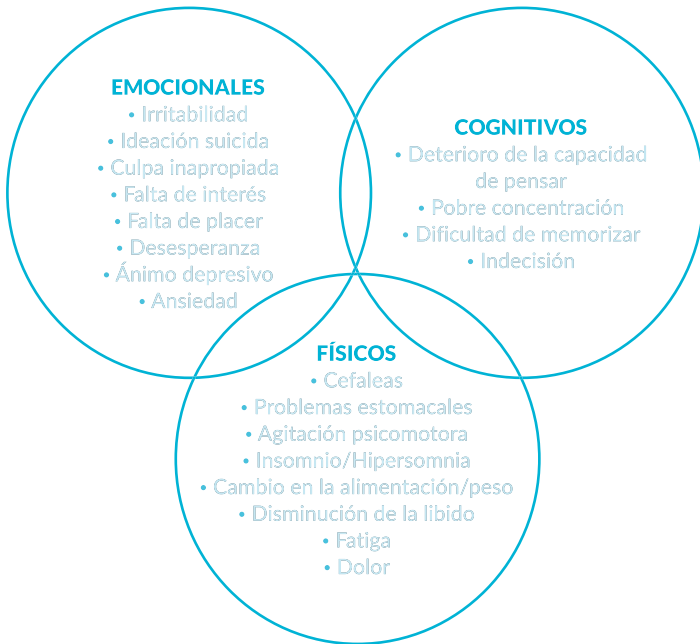 EMOCIONALES
• Irritabilidad
• Ideación suicida
• Culpa inapropiada
• Falta de interés
• Falta de placer
• Desesperanza
• Ánimo depresivo
• Ansiedad
COGNITIVOS
• Deterioro de la capacidad
de pensar
• Pobre concentración
• Dificultad de memorizar
• Indecisión
FÍSICOS
• Cefaleas
• Problemas estomacales
• Agitación psicomotora
• Insomnio/Hipersomnia
• Cambio en la alimentación/peso
• Disminución de la libido
• Fatiga
• Dolor